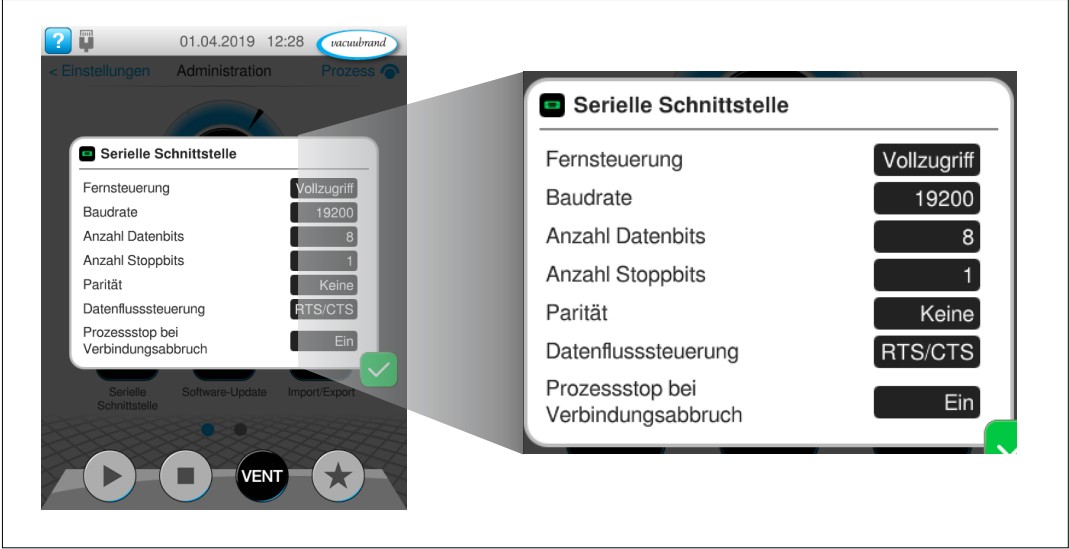 ?
01.04.2019 12:28
vacuubrand
< Einstellungen Administration Prozess
Serielle Schnittstelle
Fernsteuerung Vollzugriff
Baudrate 19200
Anzahl Datenbits 8
Anzahl Stoppbits 1
Parität Keine
Datenflusssteuerung RTS/CTS
Prozessstop bei
Verbindungsabbruch Ein
Serielle
Schnittstelle
Software-Update
Import/Export
VENT
Serielle Schnittstelle
Fernsteuerung Vollzugriff
Baudrate 19200
Anzahl Datenbits 8
Anzahl Stoppbits 1
Parität Keine
Datenflusssteuerung RTS/CTS
Prozessstop bei
Verbindungsabbruch Ein